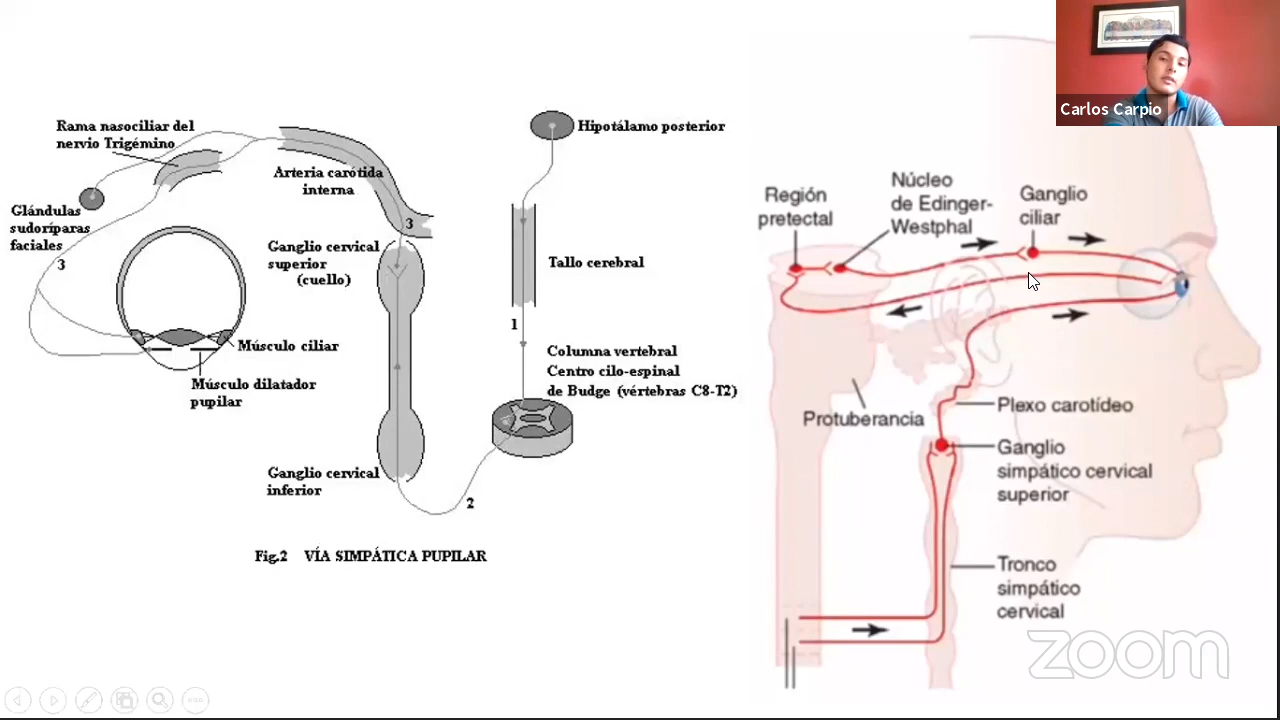 Carlos Carpio
Rama nasociliar del
nervio Trigémino
Glándulas
sudoríparas
faciales
3
Arteria carótida
interna
3
Ganglio cervical
superior
(cuello)
Músculo ciliar
Músculo dilatador
pupilar
Ganglio cervical
inferior
2
Hipotálamo posterior
Tallo cerebral
1
Columna vertebral
Centro cilo-espinal
de Budge (vértebras C8-T2)
Fig.2 VÍA SIMPÁTICA PUPILAR
Región
pretectal
Núcleo
de Edinger-
Westphal
Ganglio
ciliar
Protuberancia
Plexo carotídeo
Ganglio
simpático cervical
superior
Tronco
simpático
cervical
zoom